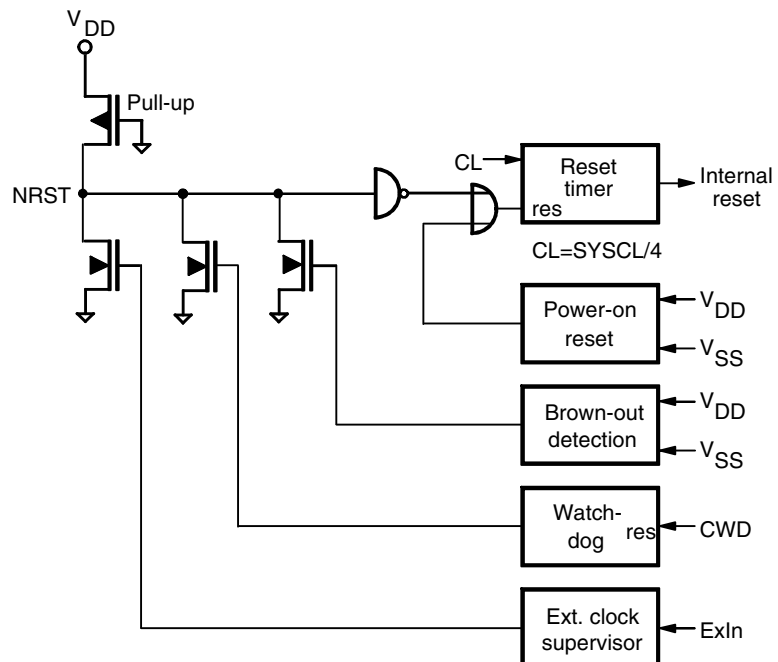 VDD
Pull-up
NRST
CL
Reset
timer
res
Internal
reset
CL=SYSCL/4
Power-on
reset
VDD
VSS
Brown-out
detection
VDD
VSS
Watch-
dog
res
CWD
Ext. clock
supervisor
ExIn